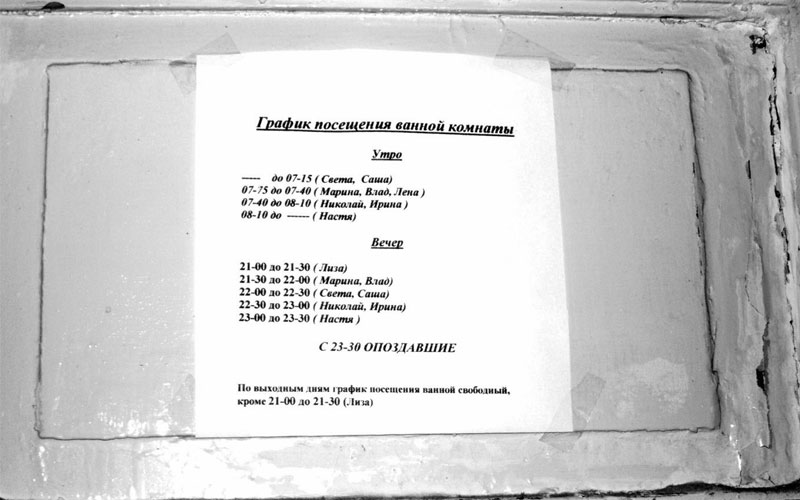 График посещения ванной комнаты
Утро
----- до 07-15 ( Света, Саша)
07-75 до 07-40 ( Марина, Влад, Лена )
07-40 до 08-10 ( Николай, Ирина )
08-10 до ------ ( Настя)
Вечер
21-00 до 21-30 ( Лиза)
21-30 до 22-00 ( Марина, Влад)
22-00 до 22-30 ( Света, Саша)
22-30 до 23-00 ( Николай, Ирина)
23-00 до 23-30 ( Настя )
С 23-30 ОПОЗДАВШИЕ
По выходным дням график посещения ванной свободный,
кроме 21-00 до 21-30 (Лиза)